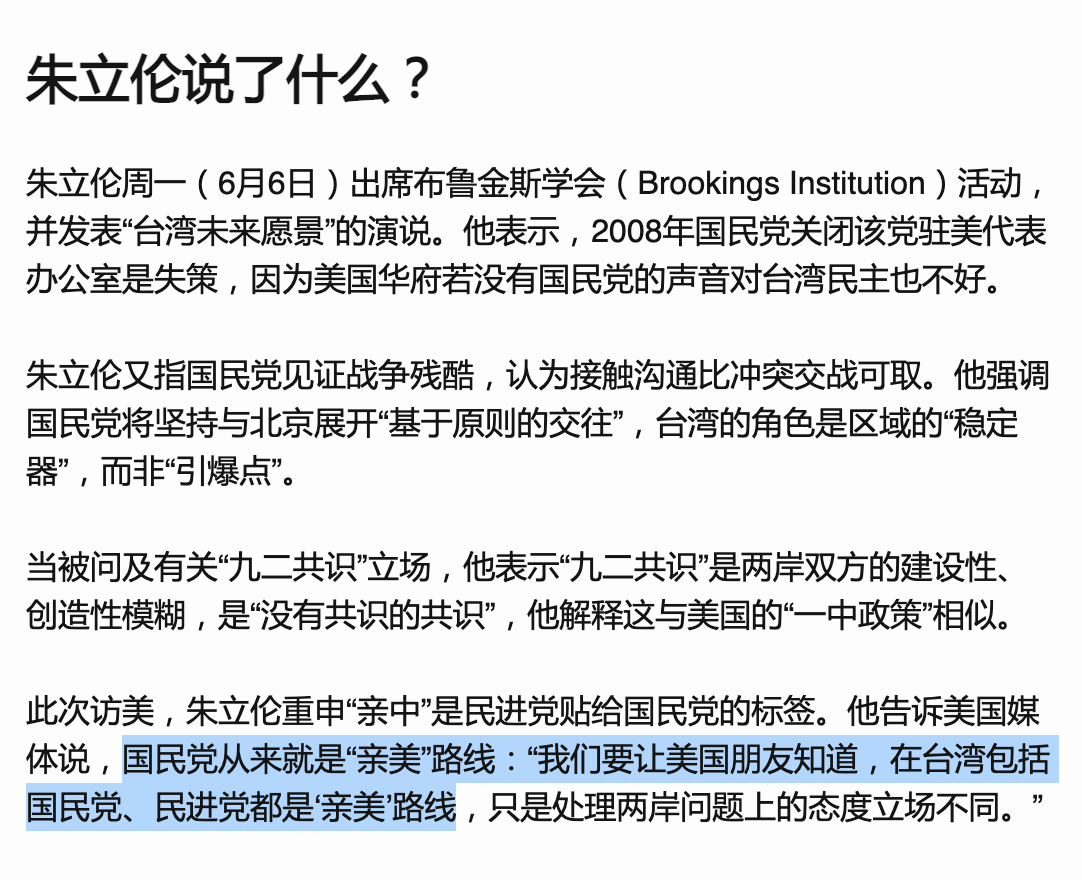 朱立伦说了什么？
朱立伦周一（6月6日）出席布鲁金斯学会（Brookings Institution）活动，
并发表“台湾未来愿景”的演说。他表示，2008年国民党关闭该党驻美代表
办公室是失策，因为美国华府若没有国民党的声音对台湾民主也不好。
朱立伦又指国民党见证战争残酷，认为接触沟通比冲突交战可取。他强调
国民党将坚持与北京展开“基于原则的交往”，台湾的角色是区域的“稳定
器”，而非“引爆点”。
当被问及有关“九二共识”立场，他表示“九二共识”是两岸双方的建设性、
创造性模糊，是“没有共识的共识”，他解释这与美国的“一中政策”相似。
此次访美，朱立伦重申“亲中”是民进党贴给国民党的标签。他告诉美国媒
体说，国民党从来就是“亲美”路线：“我们要让美国朋友知道，在台湾包括
国民党、民进党都是‘亲美’路线，只是处理两岸问题上的态度立场不同。”